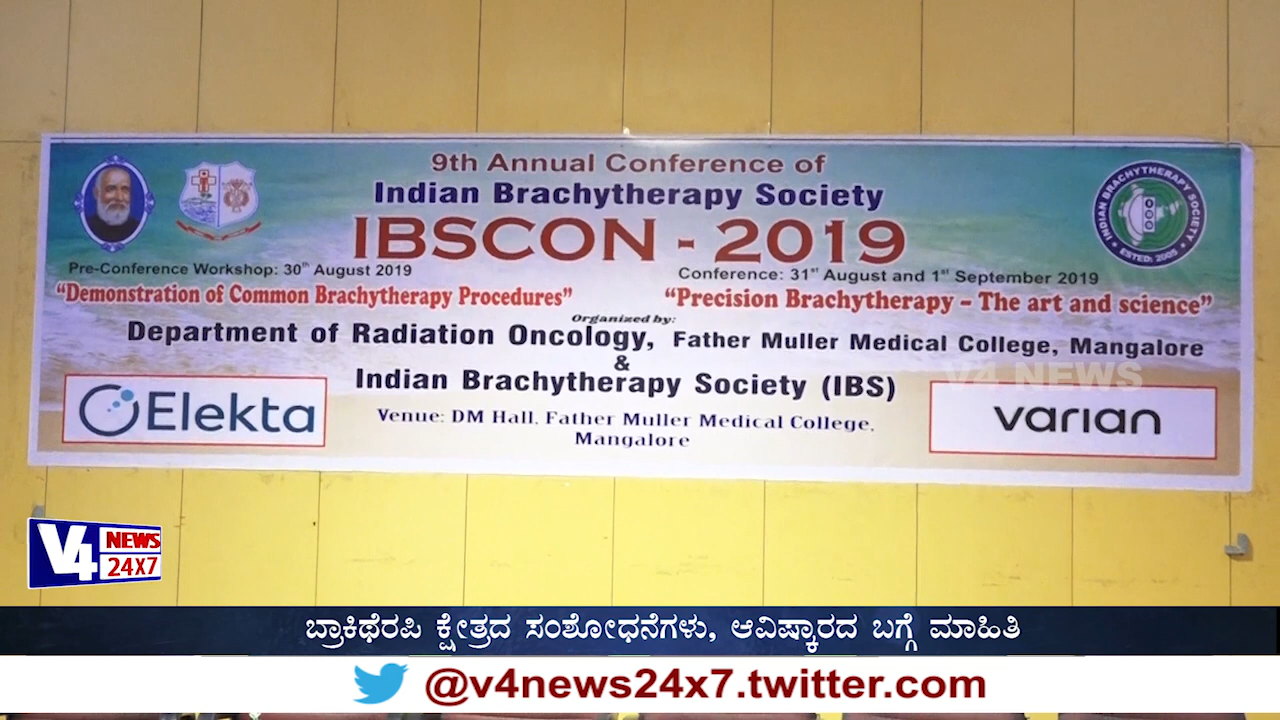 9th Annual Conference of
Indian Brachytherapy Society
IBSCON - 2019
INDIAN BRACHYTHERAPY SOCIETY
ESTED: 2005
Pre-Conference Workshop: 30th August 2019
Conference: 31st August and 1st September 2019
"Demonstration of Common Brachytherapy Procedures"
"Precision Brachytherapy – The art and science"
Organized by:
Department of Radiation Oncology, Father Muller Medical College, Mangalore
&
Indian Brachytherapy Society (IBS)
V4 NEWS
Elekta
varian
Venue: DM Hall, Father Muller Medical College,
Mangalore
V4 NEWS
24X7
ಬ್ರಾಕಿಥೆರಪಿ ಕ್ಷೇತ್ರದ ಸಂಶೋಧನೆಗಳು, ಆವಿಷ್ಕಾರದ ಬಗ್ಗೆ ಮಾಹಿತಿ
@v4news24x7.twitter.com